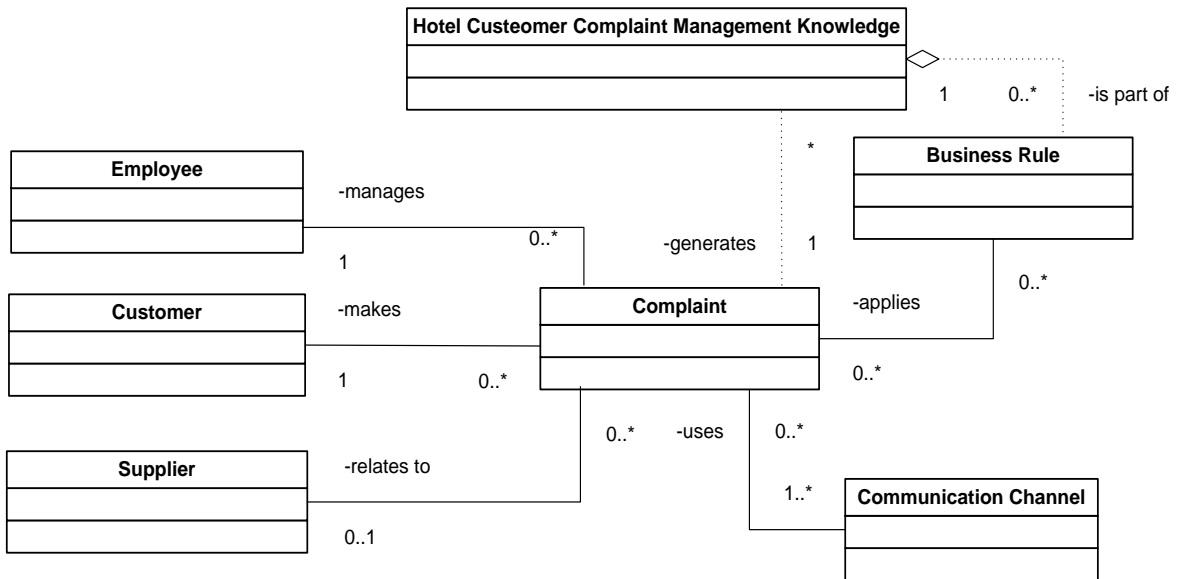 Hotel Custeomer Complaint Management Knowledge
1
0..*
-is part of
Employee
*
Business Rule
-manages
0..*
-generates
1
1
0..*
Customer
-makes
Complaint
-applies
1
0..*
0..*
0..*
-uses
0..*
Supplier
-relates to
1..*
Communication Channel
0..1